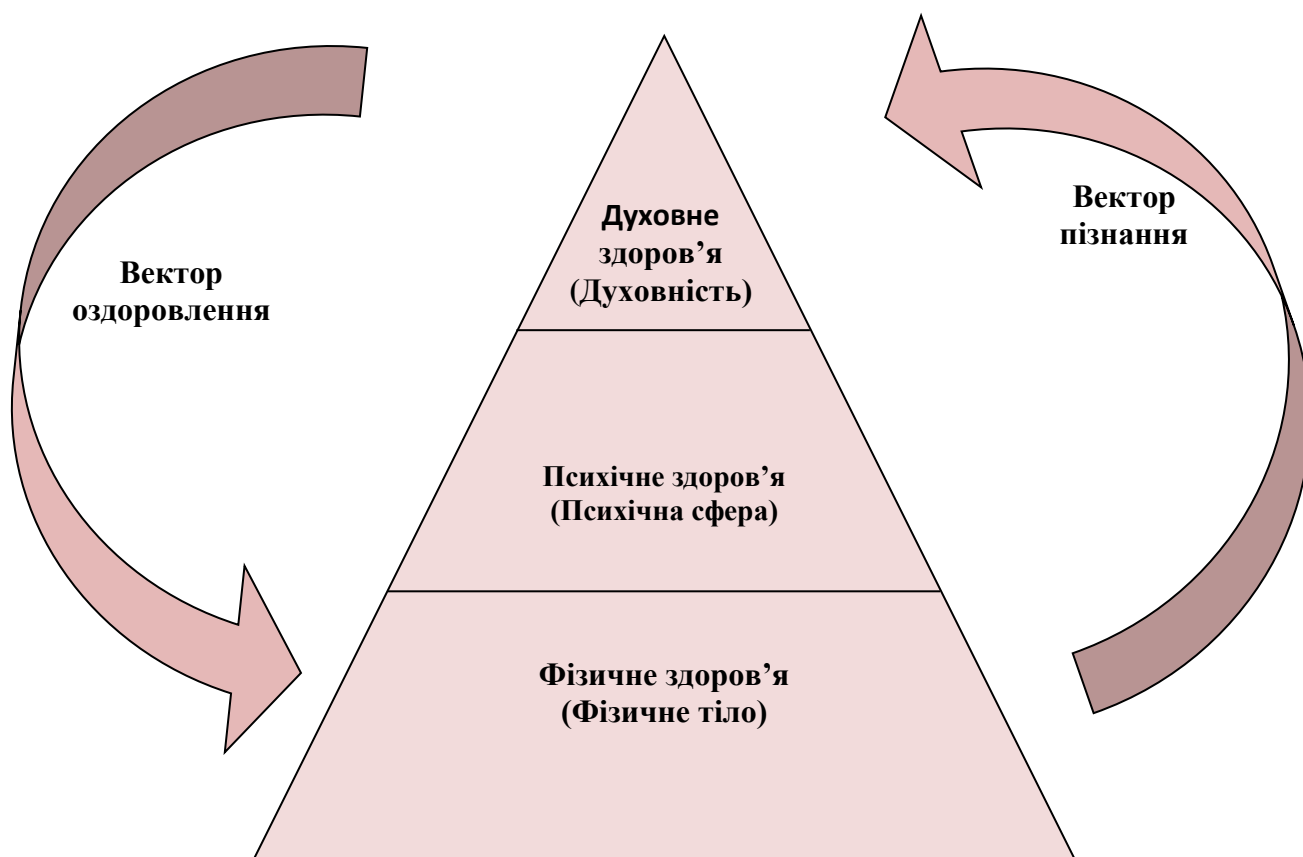 Духовне
здоров’я
(Духовність)
Вектор
пізнання
Вектор
оздоровлення
Психічне здоров’я
(Психічна сфера)
Фізичне здоров’я
(Фізичне тіло)